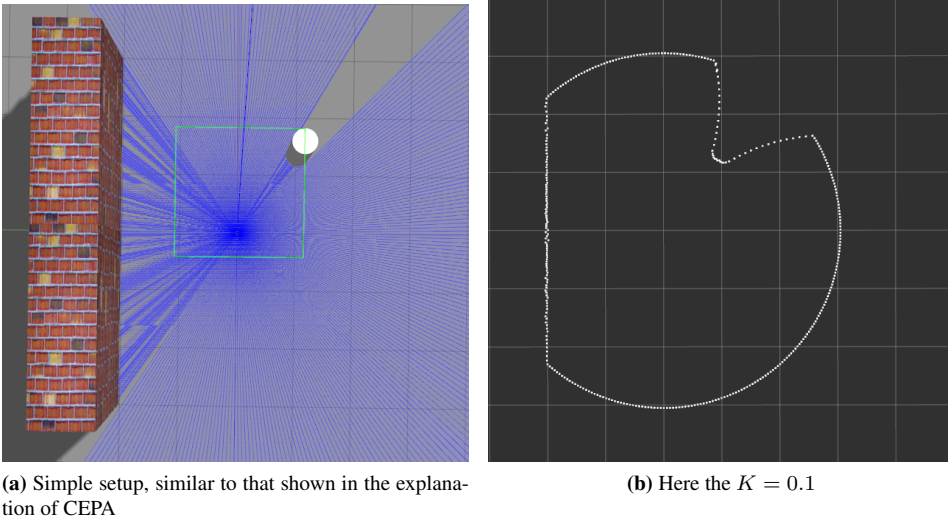 (a) Simple setup, similar to that shown in the explana-
tion of CEPA
(b) Here the K = 0.1